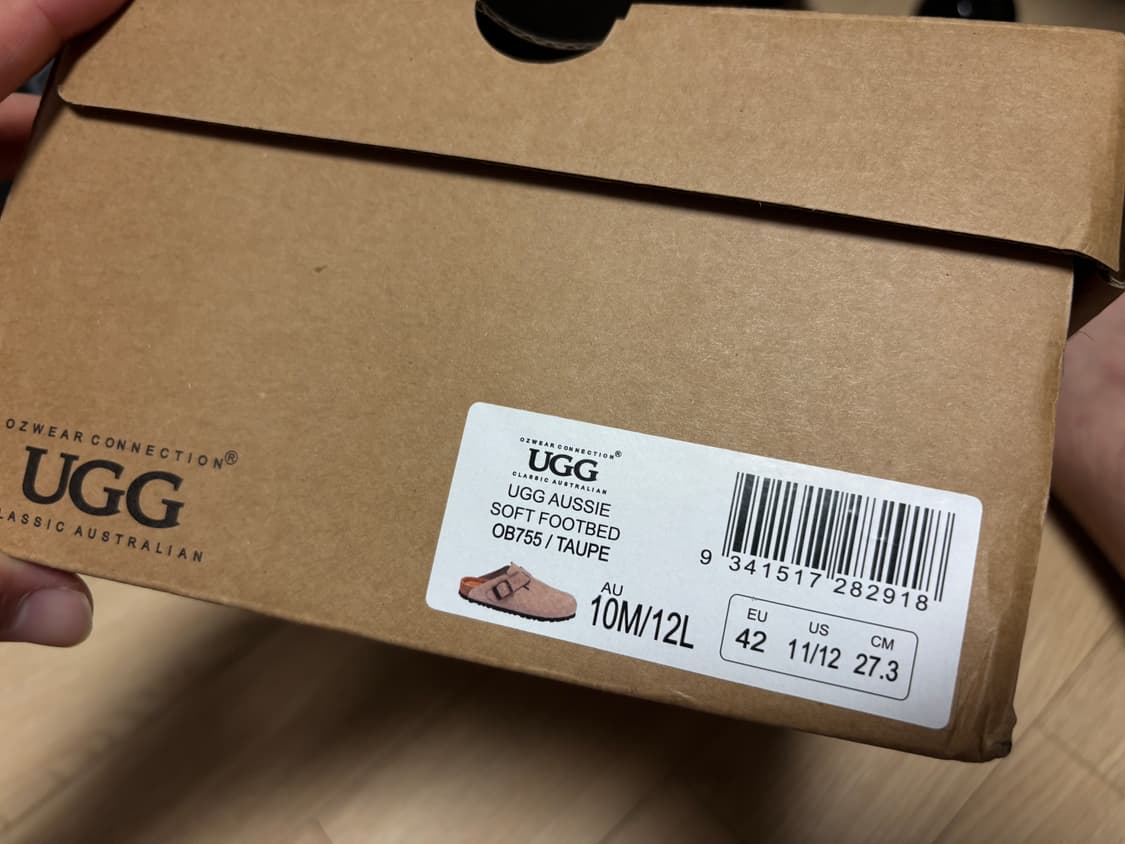 OZWEAR CONNECTION®
UGG
CLASSIC AUSTRALIAN
OZWEAR CONNECTION®
UGG
CLASSIC AUSTRALIAN
UGG AUSSIE
SOFT FOOTBED
OB755 / TAUPE
AU
10M/12L
9 341517 282918
EU US CM
42 11/12 27.3